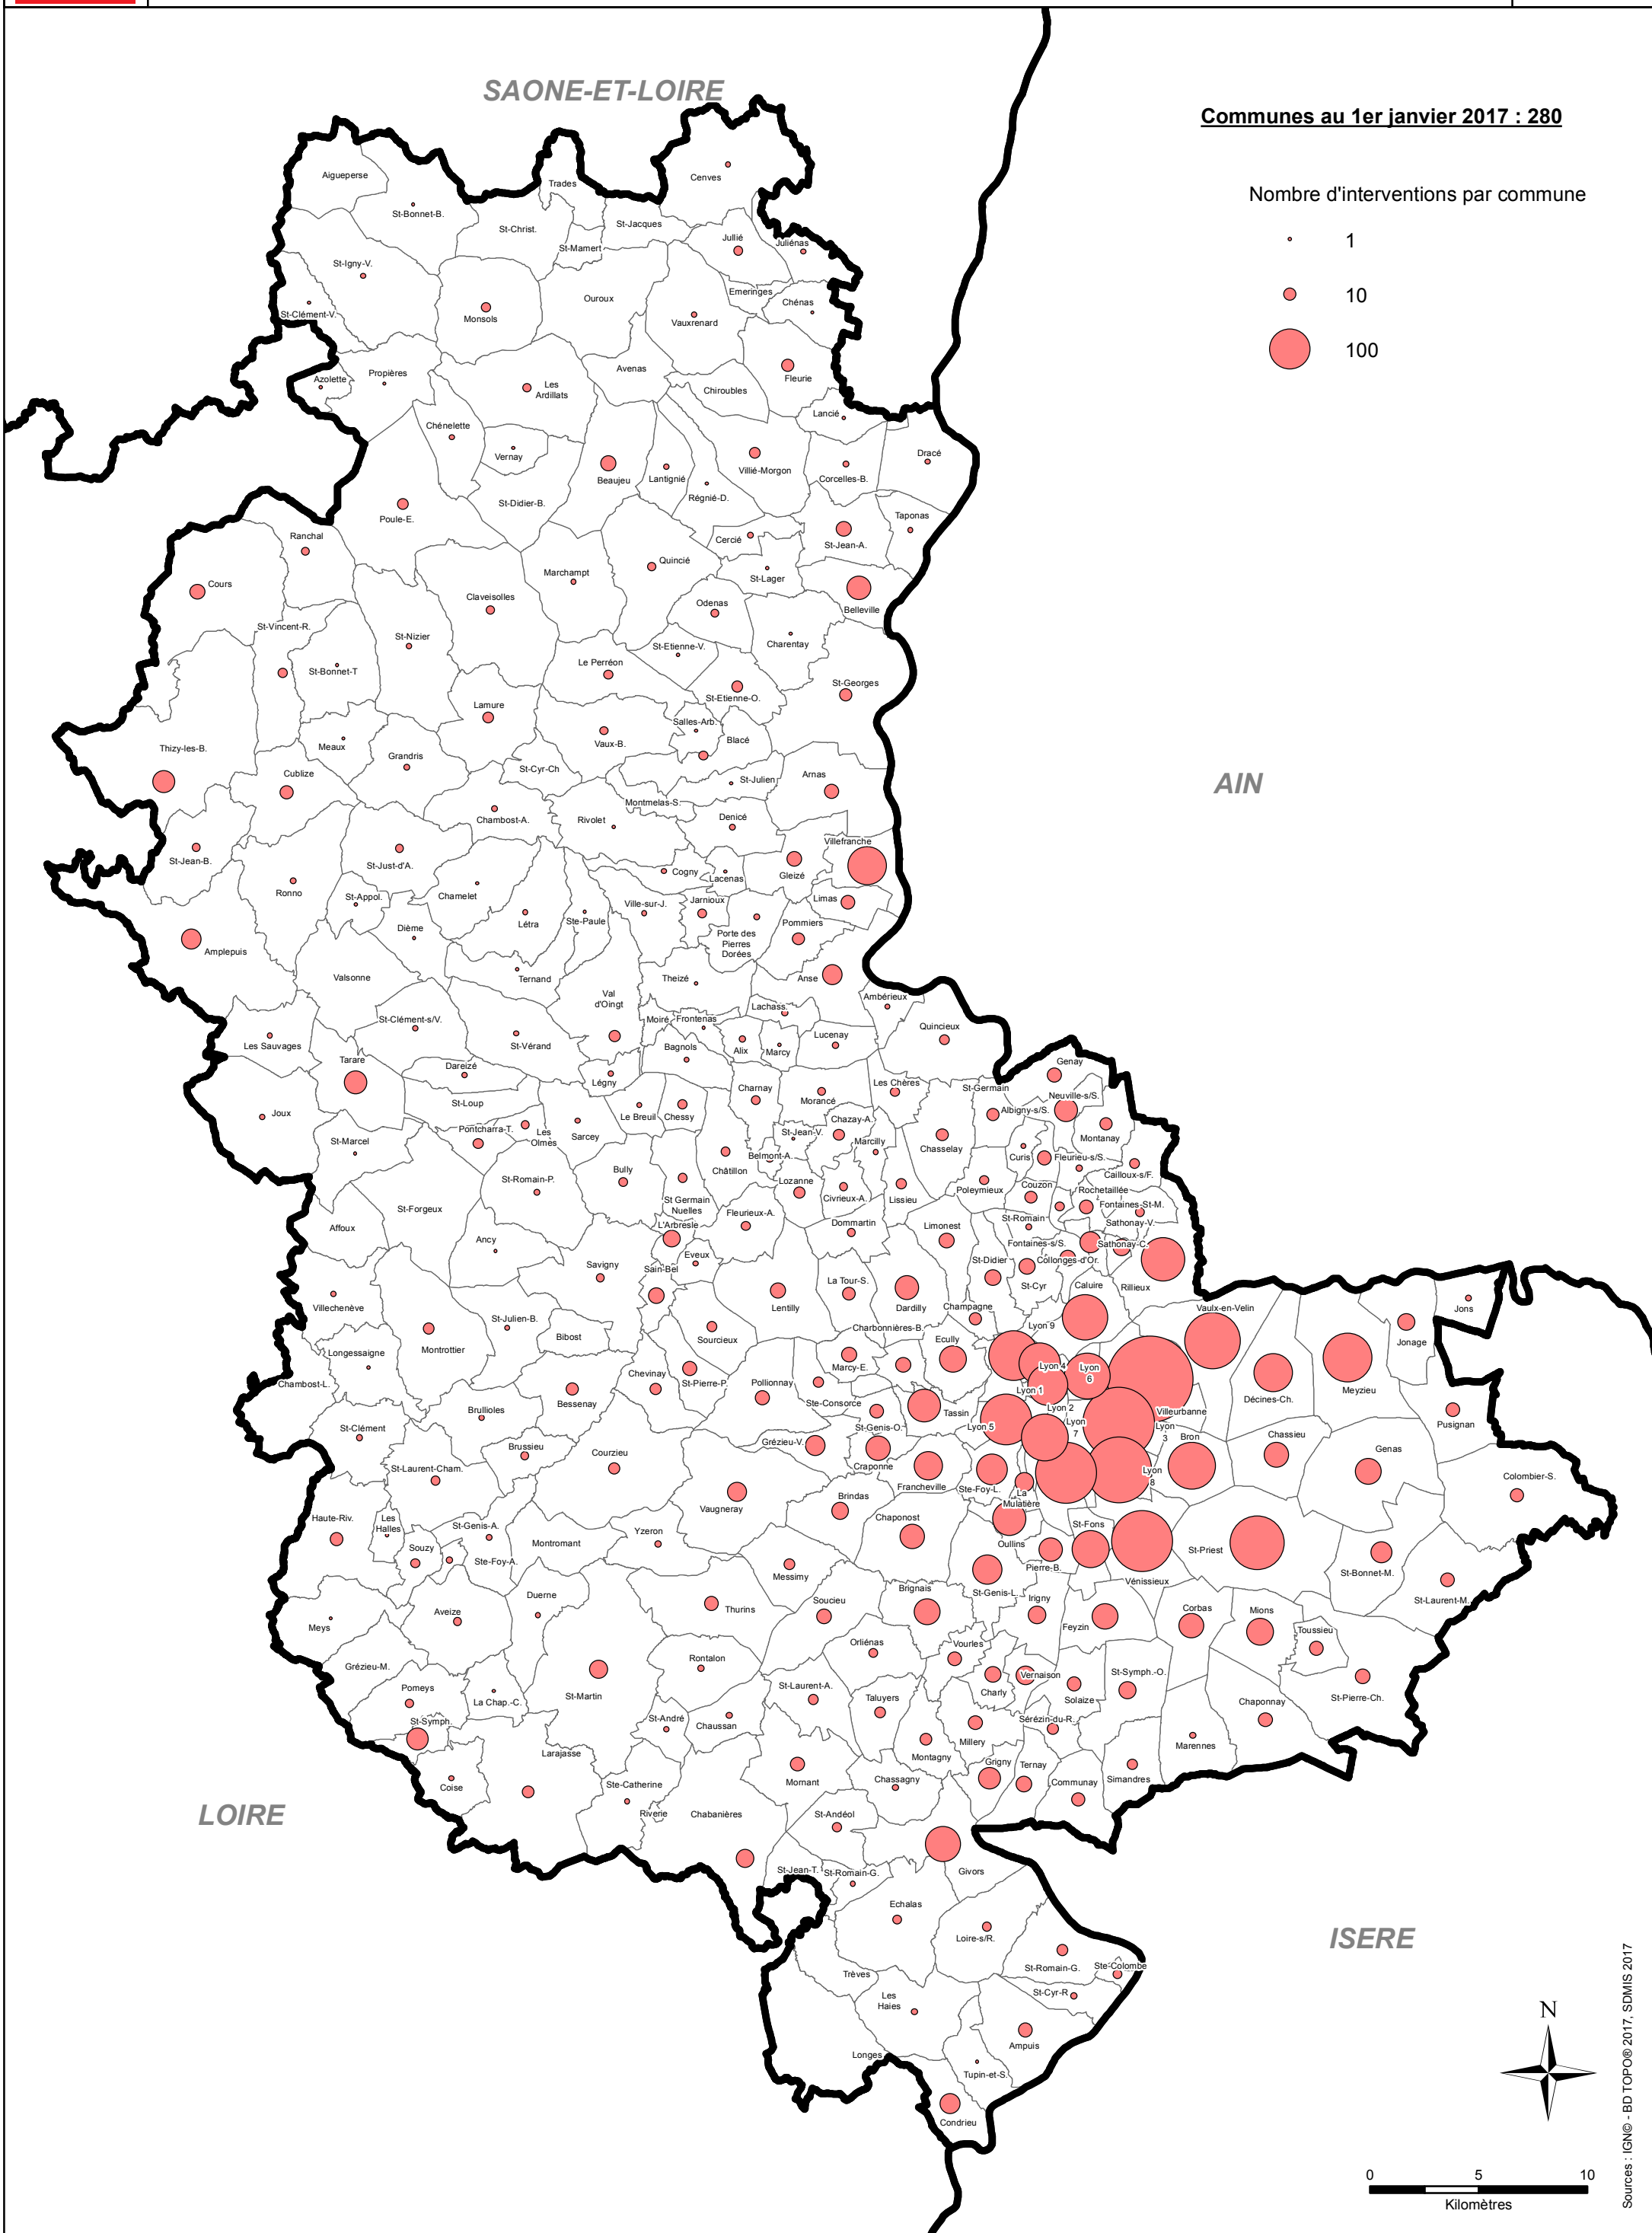 SAONE-ET-LOIRE
Communes au 1er janvier 2017 : 280
Nombre d'interventions par commune
1
10
100
Aigueperse
St-Bonnet-B.
Trades
Cenves
St-Christ.
St-Jacques
St-Mamert
Jullié
Juliénas
St-Igny-V.
St-Clément-V.
Monsols
Ouroux
Vauxrenard
Emeringes
Chénas
Azolette
Propières
Les
Ardillats
Avenas
Chiroubles
Fleurie
Lancié
Chénelette
Vernay
Beaujeu
Lantignié
Régnié-D.
Villié-Morgon
Corcelles-B.
Dracé
Poule-E.
St-Didier-B.
Taponas
Ranchal
Cercié
St-Jean-A.
Cours
Marchampt
Quincié
St-Lager
Claveisolles
Odenas
Belleville
St-Vincent-R.
St-Nizier
St-Bonnet-T
St-Etienne-V.
Charentay
Le Perréon
St-Etienne-O.
St-Georges
Lamure
Salles-Arb.
Thizy-les-B.
Meaux
Vaux-B.
Blacé
Grandris
Cublize
St-Cyr-Ch
St-Julien
Arnas
Montmelas-S.
Chambost-A.
Rivolet
Denicé
Villefranche
St-Jean-B.
St-Just-d'A.
Cogny
Lacenas
Gleizé
Ronno
St-Appol.
Chamelet
Ville-sur-J.
Jarnioux
Limas
Létra
Ste-Paule
Dième
Porte des
Pierres
Dorées
Pommiers
Amplepuis
Valsonne
Ternand
Theizé
Anse
Val
d'Oingt
Ambérieux
Lachass.
St-Clément-s/V.
Moiré
Frontenas
Quincieux
Les Sauvages
St-Vérand
Bagnols
Alix
Marcy
Lucenay
Tarare
Dareizé
Légny
Genay
St-Loup
Charnay
Morancé
Les Chères
St-Germain
Neuville-s/S.
Joux
Le Breuil
Chessy
Albigny-s/S.
Pontcharra-T.
Les
Olmes
Sarcey
St-Jean-V.
Chazay-A.
Marcilly
Chasselay
Montanay
St-Marcel
Châtillon
Belmont-A.
Curis
Fleurieu-s/S.
Cailloux-s/F.
St-Romain-P.
Bully
Lozanne
Civrieux-A.
Lissieu
Poleymieux
Couzon
Rochetaillée
St-Forgeux
St Germain
Nuelles
Fontaines-St-M.
Affoux
Fleurieux-A.
Dommartin
Limonest
St-Romain
Sathonay-V.
L'Arbresle
Ancy
Eveux
Fontaines-s/S.
Sathonay-C.
Savigny
Sain-Bel
St-Didier
Collonges-d'Or.
St-Cyr
Caluire
Rillieux
Villechenève
Lentilly
La Tour-S.
Dardilly
Champagne
Vaulx-en-Velin
Jons
St-Julien-B.
Bibost
Sourcieux
Charbonnières-B.
Lyon 9
Jonage
Longessaigne
Montrottier
Ecully
Chambost-L.
Chevinay
St-Pierre-P.
Marcy-E.
Lyon 4
Lyon
6
Meyzieu
Pollionnay
Lyon 1
Décines-Ch.
Bessenay
Ste-Consorce
Tassin
Lyon 2
Villeurbanne
Pusignan
Brullioles
St-Clément
St-Genis-O.
Lyon 5
Lyon
7
Lyon
3
Bron
Chassieu
Brussieu
Courzieu
Grézieu-V.
Craponne
Genas
St-Laurent-Cham.
Francheville
Ste-Foy-L.
Lyon
8
Colombier-S.
Vaugneray
Brindas
La
Mulatière
Haute-Riv.
Les
Halles
St-Genis-A.
Chaponost
Oullins
St-Fons
Souzy
Ste-Foy-A.
Montromant
Yzeron
Messimy
Pierre-B.
Vénissieux
St-Priest
St-Bonnet-M.
St-Genis-L.
Duerne
Brignais
Irigny
St-Laurent-M.
Meys
Aveize
Thurins
Soucieu
Feyzin
Corbas
Mions
Toussieu
Orliénas
Vourles
Grézieu-M.
Rontalon
Vernaison
St-Symph.-O.
Pomeys
La Chap.-C.
St-Martin
St-Laurent-A.
Taluyers
Charly
Solaize
St-Pierre-Ch.
St-Symph.
St-André
Chaussan
Sérézin-du-R.
Chaponnay
Millery
Marennes
Larajasse
Montagny
Coise
Ste-Catherine
Mornant
Chassagny
Grigny
Ternay
Communay
Simandres
Riverie
Chabanières
St-Andéol
St-Jean-T.
St-Romain-G.
Givors
Echalas
Loire-s/R.
St-Romain-G.
Ste-Colombe
Trèves
Les
Haies
St-Cyr-R
Ampuis
Longes
Tupin-et-S.
Condrieu
AIN
LOIRE
ISERE
N
0 5 10
Kilomètres
Sources : IGN© - BD TOPO® 2017, SDMIS 2017